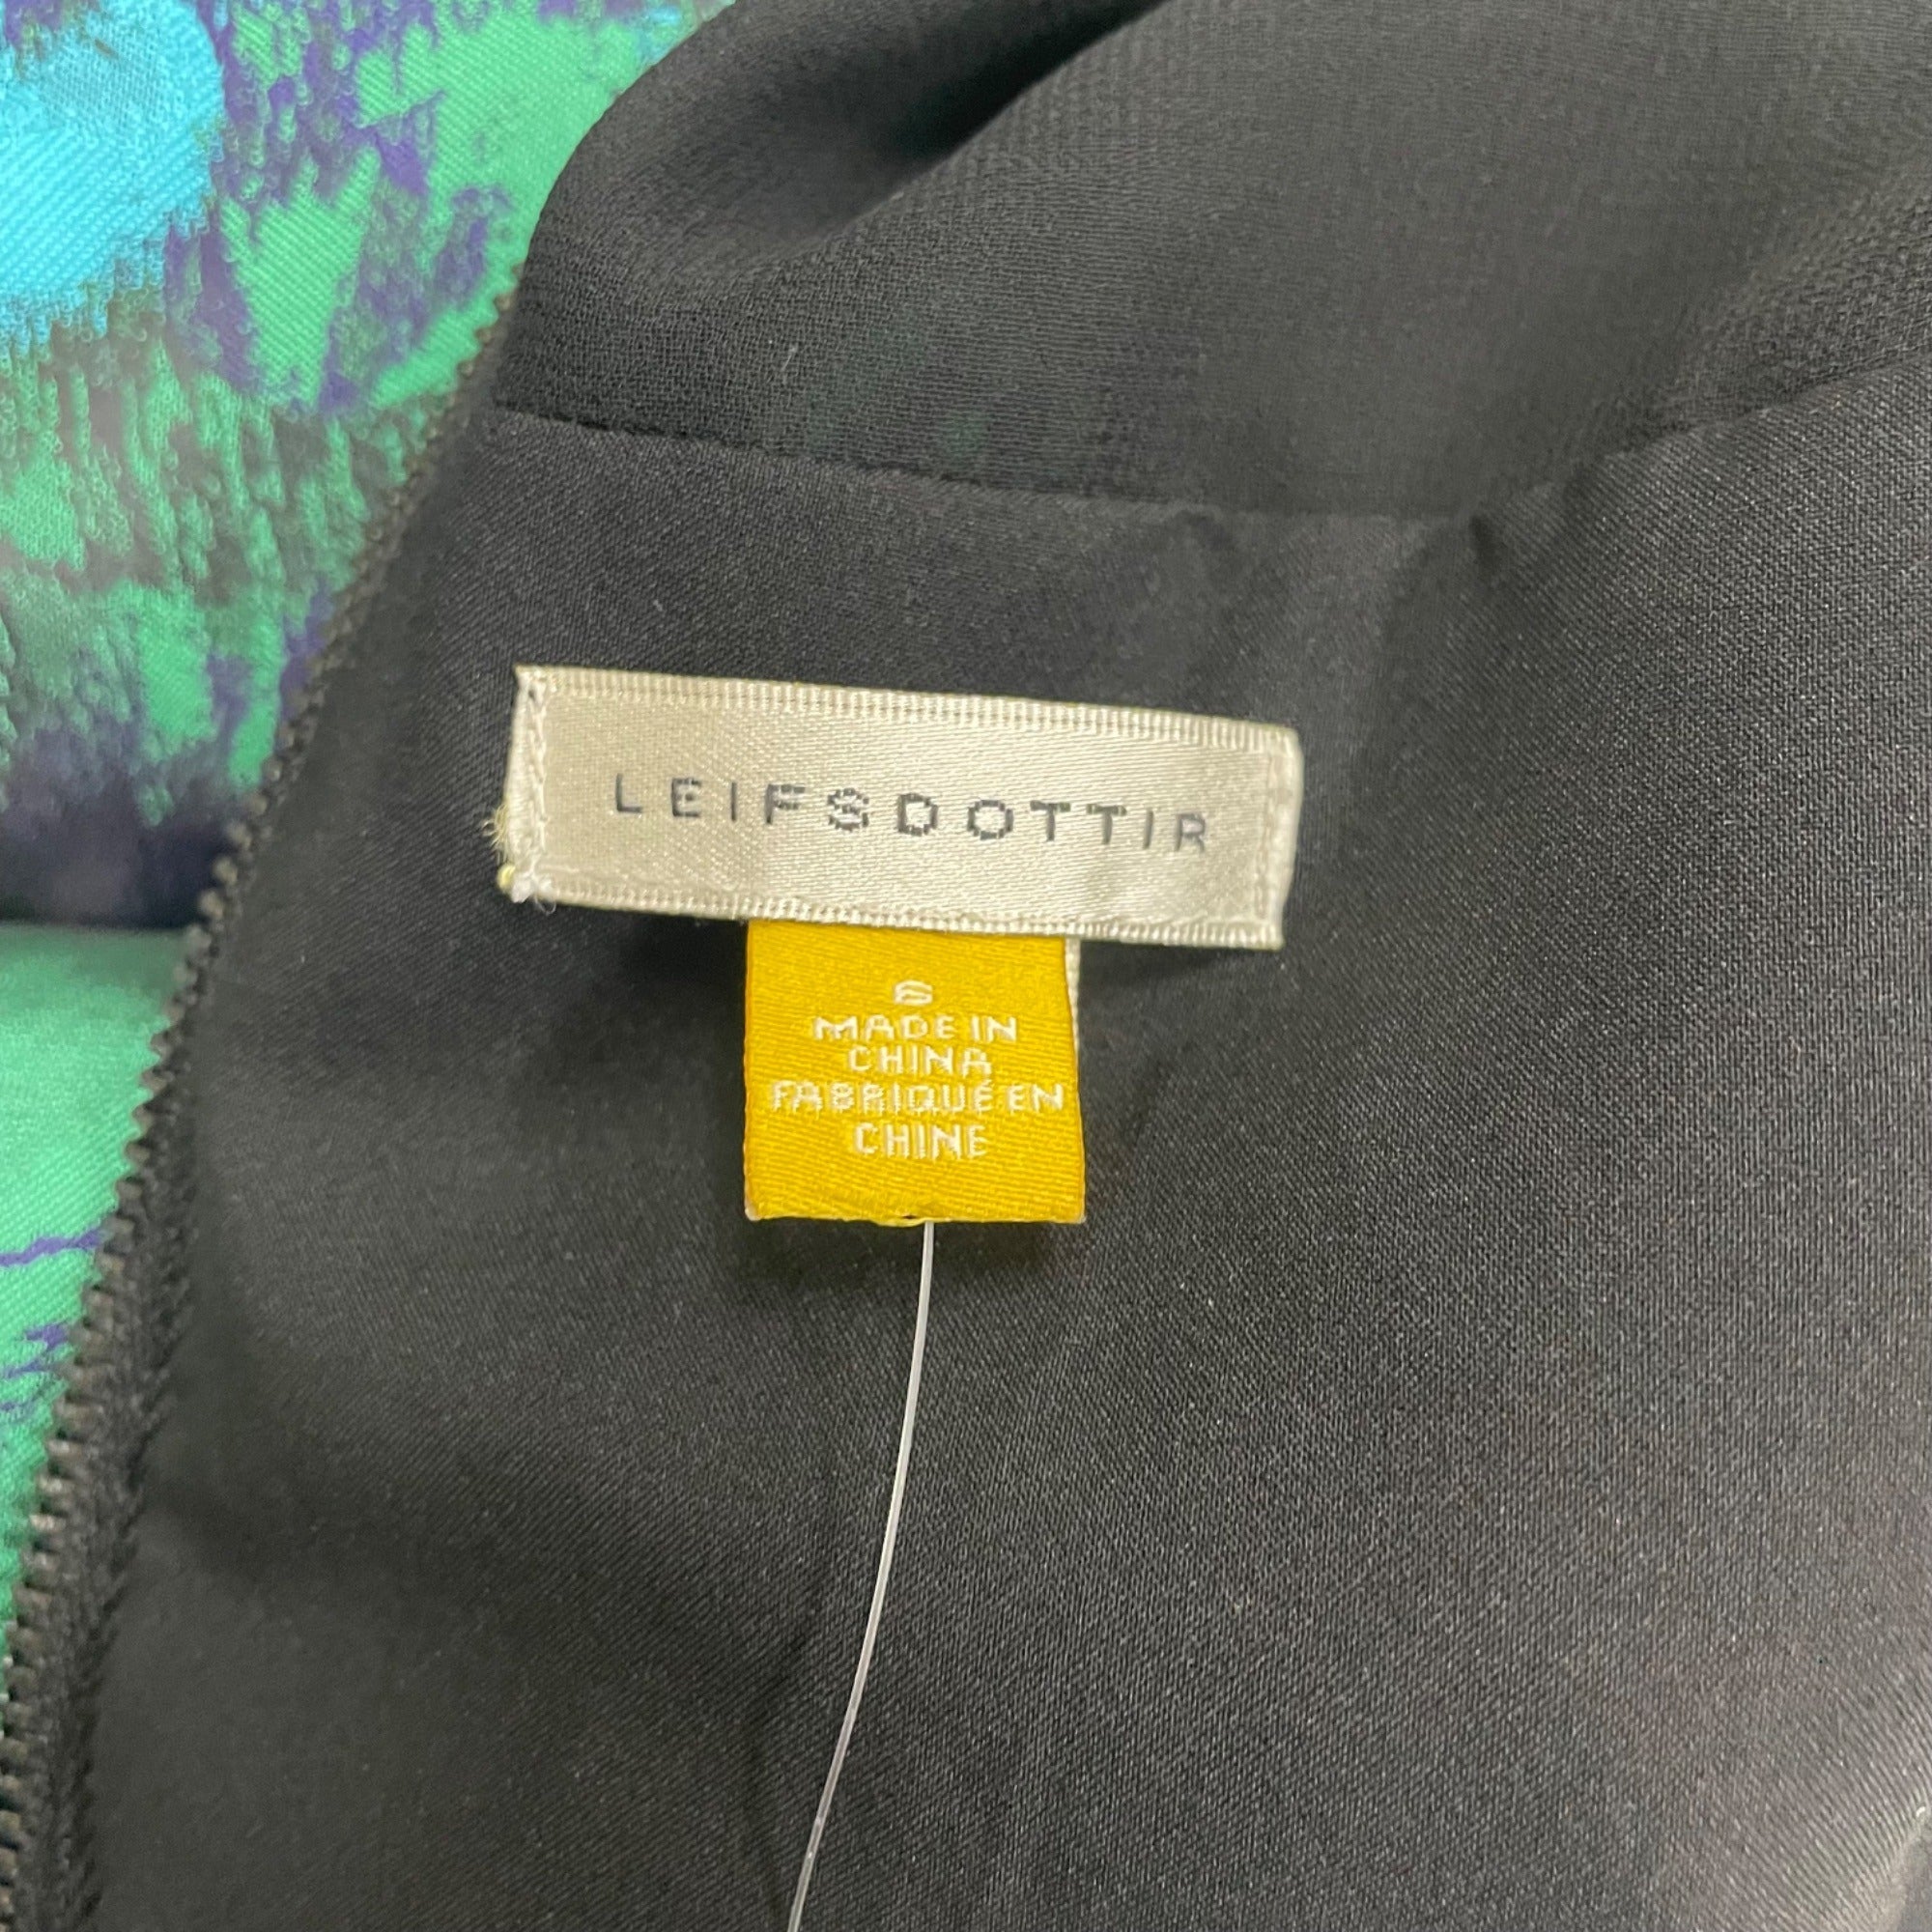 LEIFSDOTTIR
6
MADE IN
CHINA
FABRIQUÉ EN
CHINE